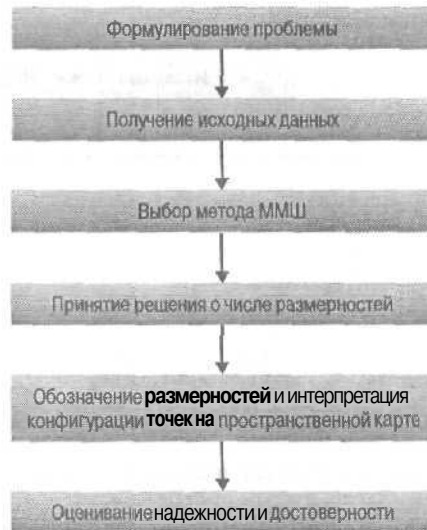 Формулирование проблемы
Получение исходных данных
Выбор метода ММШ
Принятие решения о числе размерностей
Обозначение размерностей и интерпретация
конфигурации точек на пространственной карте
Оценивание надежности и достоверности